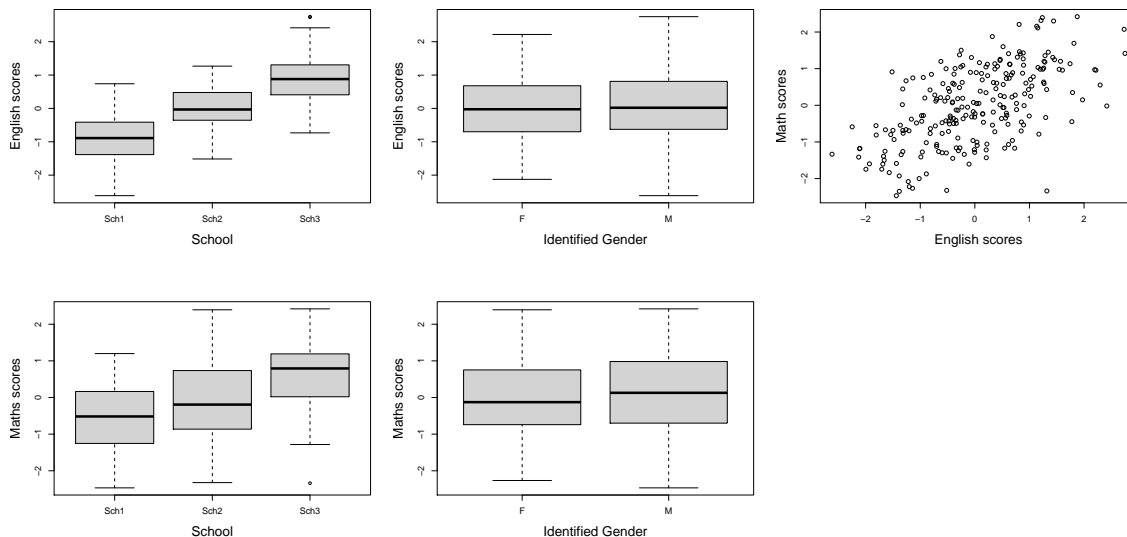 English scores
2
1
0
−1
−2
Sch1 Sch2 Sch3
School
English scores
2
1
0
−1
−2
F M
Identified Gender
Math scores
2
1
0
−1
−2
−2 −1 0 1 2
English scores
Maths scores
2
1
0
−1
−2
Sch1 Sch2 Sch3
School
Maths scores
2
1
0
−1
−2
F M
Identified Gender